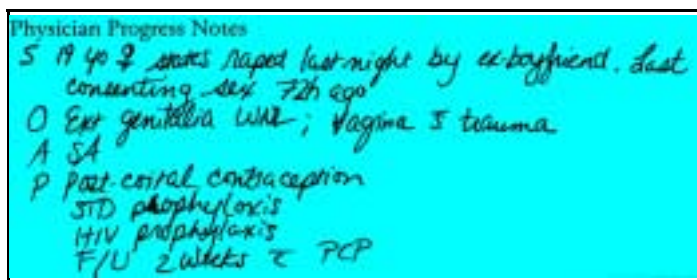 Physician Progress Notes
S 19 yo ♀ states raped last night by ex-boyfriend. Last
consenting sex 72h ago
O Ext genitalia WNL; vagina s̄ trauma
A SA
P Post-coital contraception
STD prophylaxis
HIV prophylaxis
F/U 2 weeks c̄ PCP